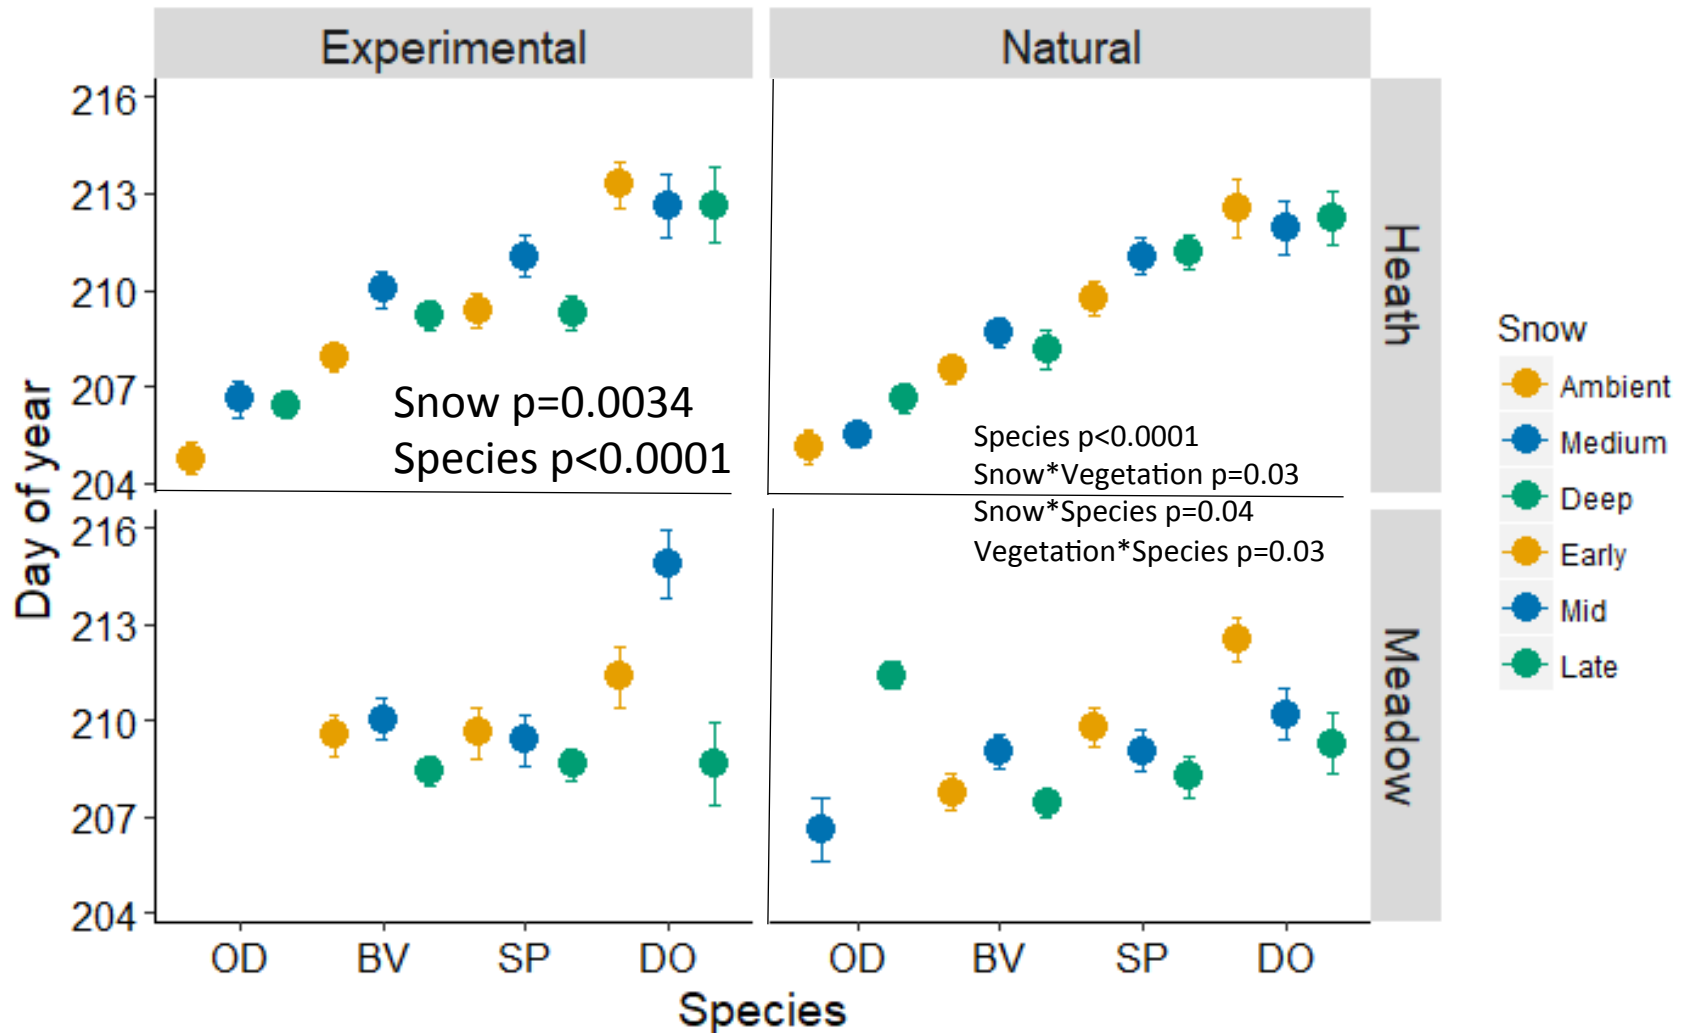 Experimental
Natural
216
213
210
207
204
Heath
Snow p=0.0034
Species p<0.0001
Species p<0.0001
Snow*Vegetation p=0.03
Snow*Species p=0.04
Vegetation*Species p=0.03
216
213
210
207
204
Meadow
Day of year
OD BV SP DO
OD BV SP DO
Species
Snow
Ambient
Medium
Deep
Early
Mid
Late